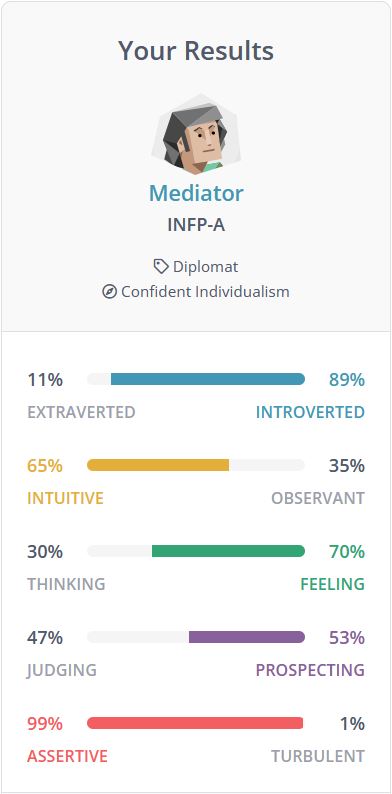 Your Results
Mediator
INFP-A
Diplomat
Confident Individualism
11% 89%
EXTRAVERTED INTROVERTED
65% 35%
INTUITIVE OBSERVANT
30% 70%
THINKING FEELING
47% 53%
JUDGING PROSPECTING
99% 1%
ASSERTIVE TURBULENT